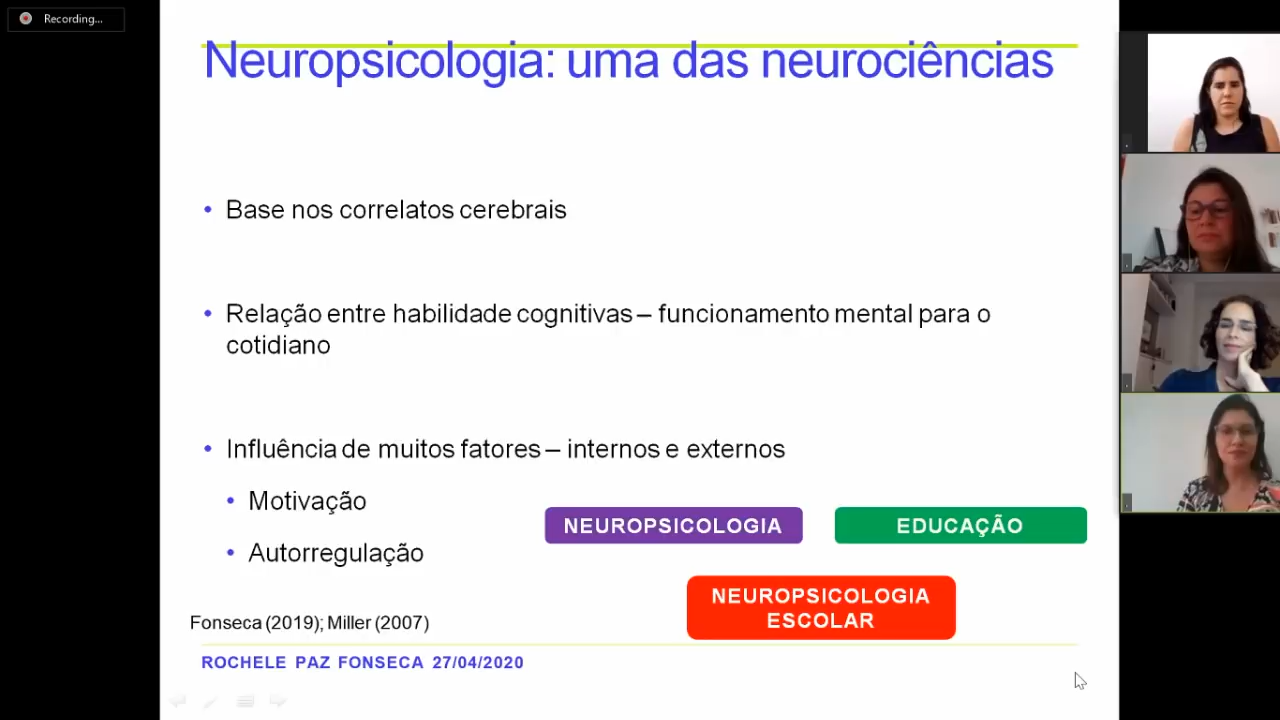 Recording...
Neuropsicologia: uma das neurociências
• Base nos correlatos cerebrais
• Relação entre habilidade cognitivas – funcionamento mental para o
cotidiano
• Influência de muitos fatores – internos e externos
• Motivação
• Autorregulação
NEUROPSICOLOGIA
EDUCAÇÃO
NEUROPSICOLOGIA
ESCOLAR
Fonseca (2019); Miller (2007)
ROCHELE PAZ FONSECA 27/04/2020